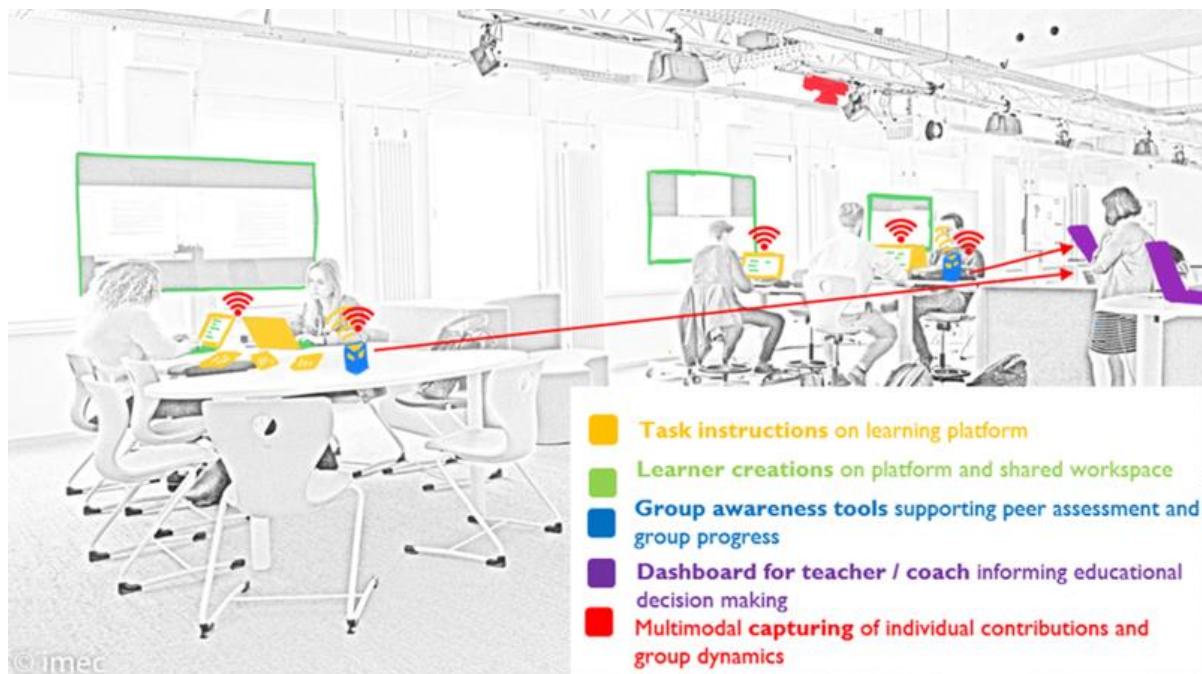 Task instructions on learning platform
Learner creations on platform and shared workspace
Group awareness tools supporting peer assessment and
group progress
Dashboard for teacher / coach informing educational
decision making
Multimodal capturing of individual contributions and
group dynamics
© imec